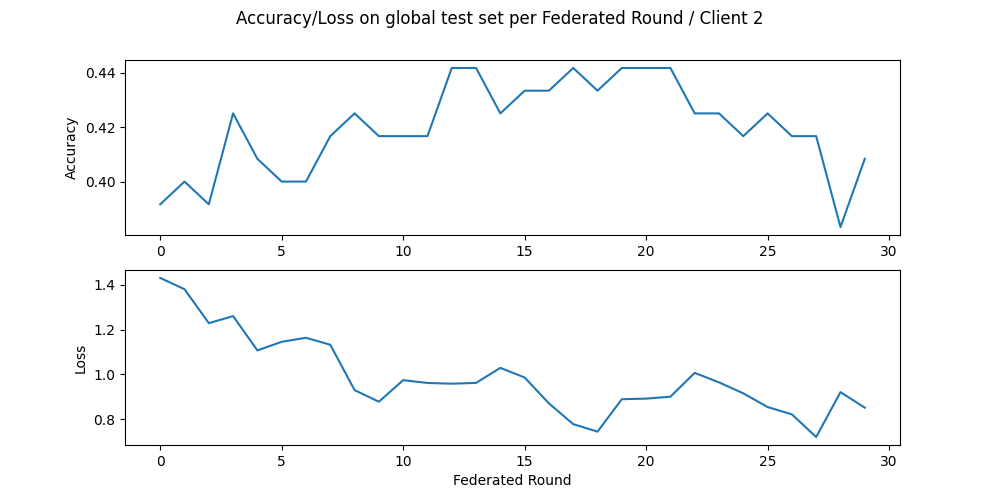 Accuracy/Loss on global test set per Federated Round / Client 2
Accuracy
0.44
0.42
0.40
0 5 10 15 20 25 30
Loss
1.4
1.2
1.0
0.8
0 5 10 15 20 25 30
Federated Round